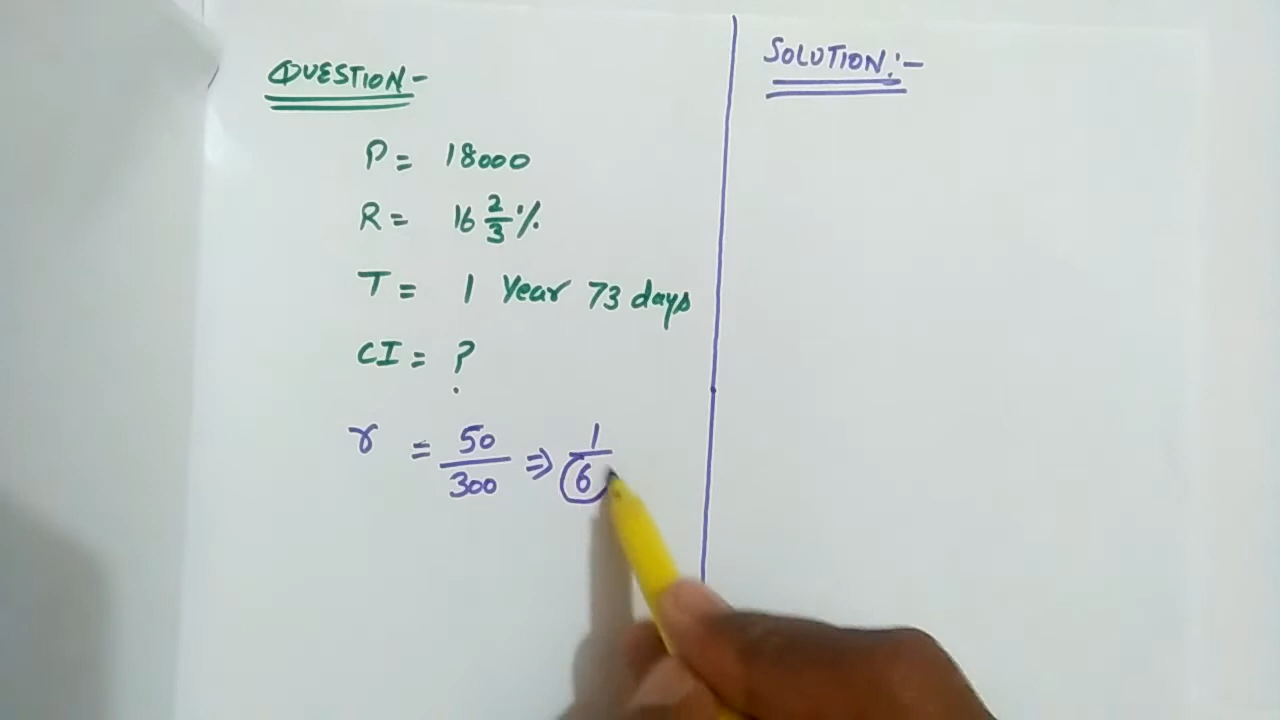 QUESTION-
P = 18000
R = 16 2/3 %
T = 1 Year 73 days
CI = ?
r = 50/300 ⇒ 1/6
SOLUTION:-